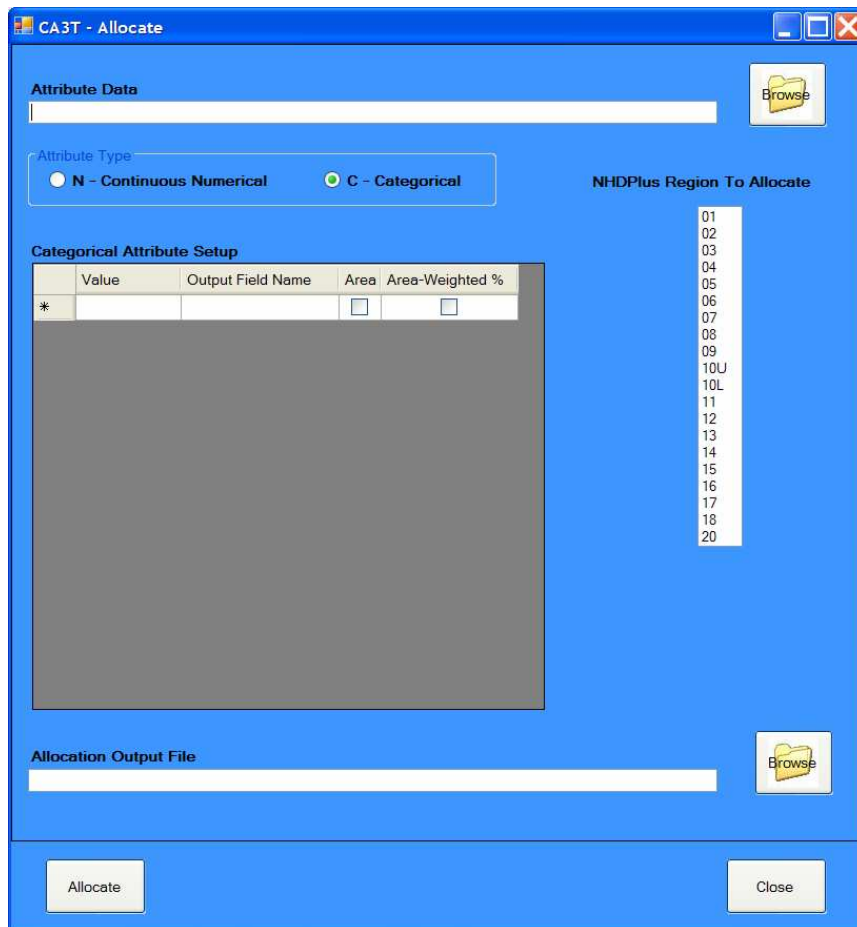 CA3T - Allocate
Attribute Data
Browse
Attribute Type
N - Continuous Numerical
C - Categorical
NHDPlus Region To Allocate
01
02
03
04
05
06
07
08
09
10U
10L
11
12
13
14
15
16
17
18
20
Categorical Attribute Setup
Value Output Field Name Area Area-Weighted %
*
Allocation Output File
Browse
Allocate
Close